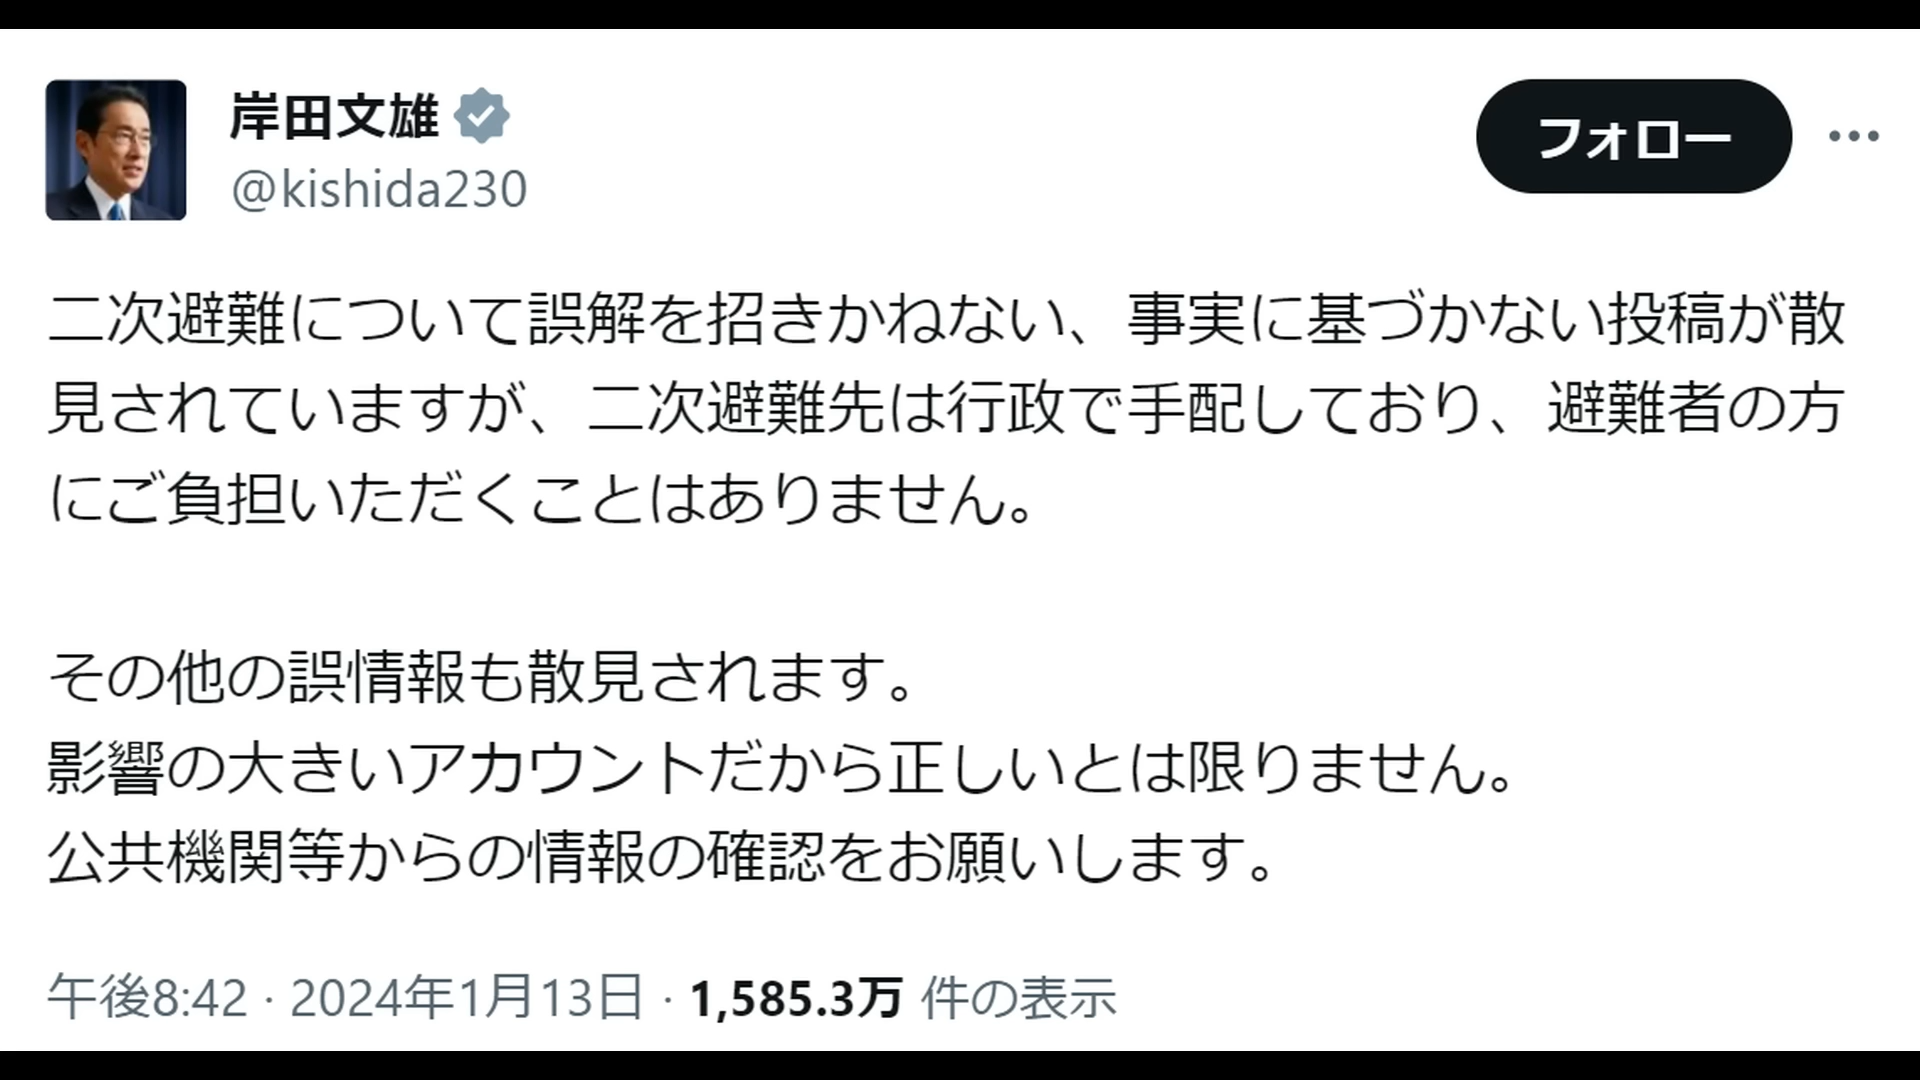 岸田文雄
@kishida230
フォロー
二次避難について誤解を招きかねない、事実に基づかない投稿が散
見されていますが、二次避難先は行政で手配しており、避難者の方
にご負担いただくことはありません。
その他の誤情報も散見されます。
影響の大きいアカウントだから正しいとは限りません。
公共機関等からの情報の確認をお願いします。
午後8:42 · 2024年1月13日 · 1,585.3万 件の表示